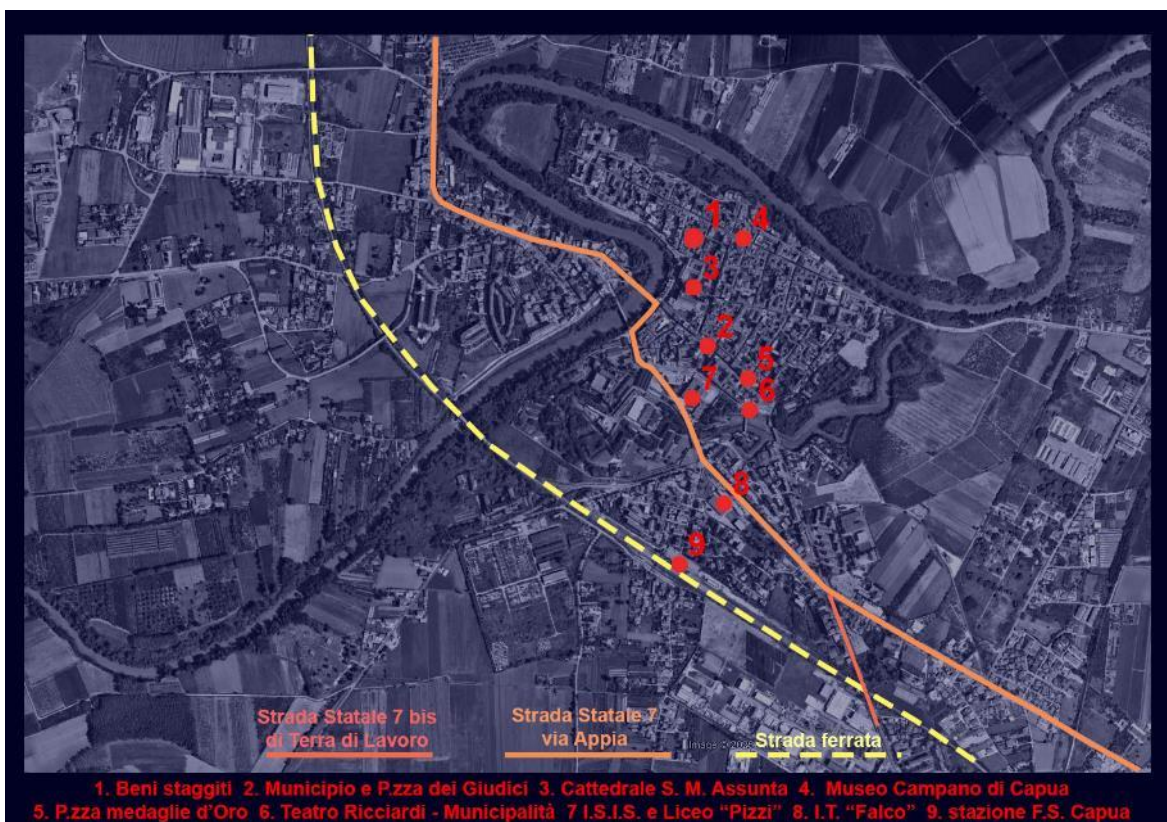 1
4
3
2
5
7
6
8
9
Strada Statale 7 bis
di Terra di Lavoro
Strada Statale 7
via Appia
Strada ferrata
1. Beni staggiti 2. Municipio e P.zza dei Giudici 3. Cattedrale S. M. Assunta 4. Museo Campano di Capua
5. P.zza medaglie d'Oro 6. Teatro Ricciardi - Municipalità 7 I.S.I.S. e Liceo “Pizzi” 8. I.T. “Falco” 9. stazione F.S. Capua